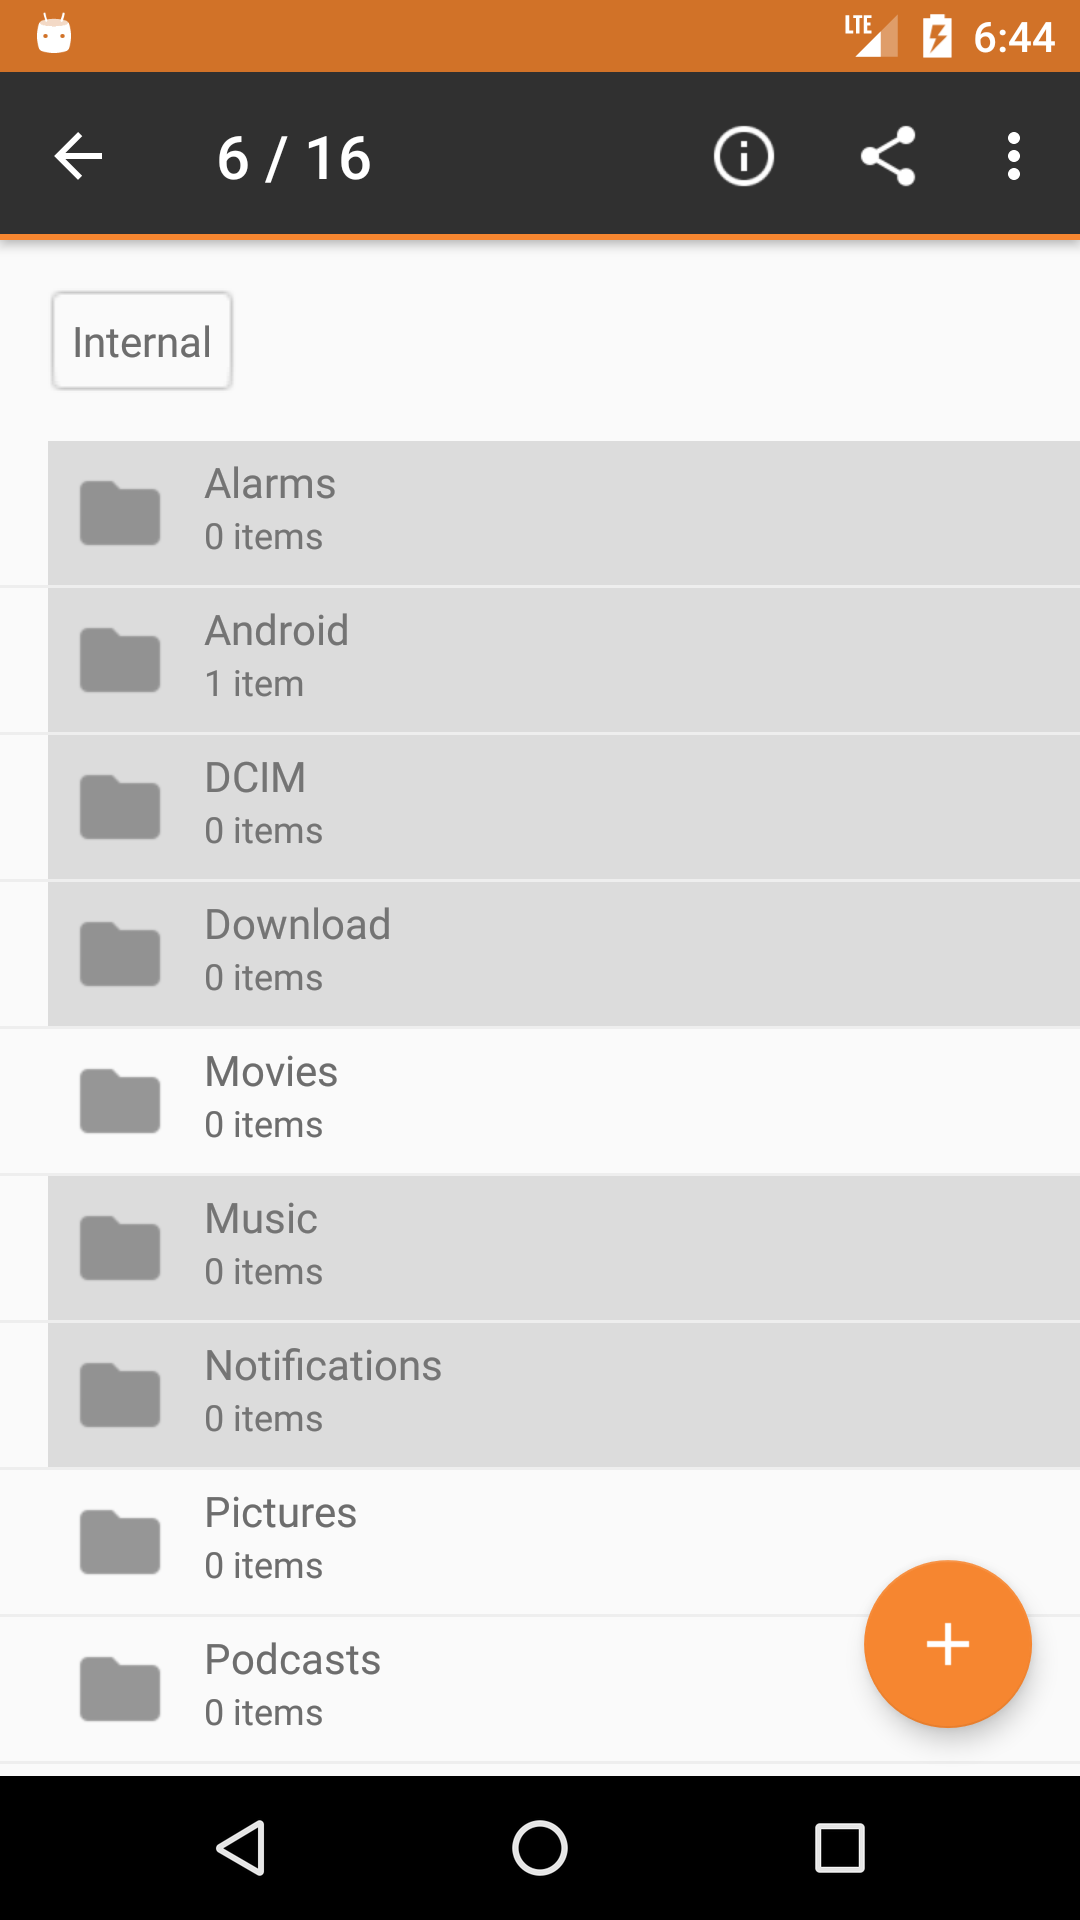 LTE 6:44
6 / 16
Internal
Alarms
0 items
Android
1 item
DCIM
0 items
Download
0 items
Movies
0 items
Music
0 items
Notifications
0 items
Pictures
0 items
Podcasts
0 items